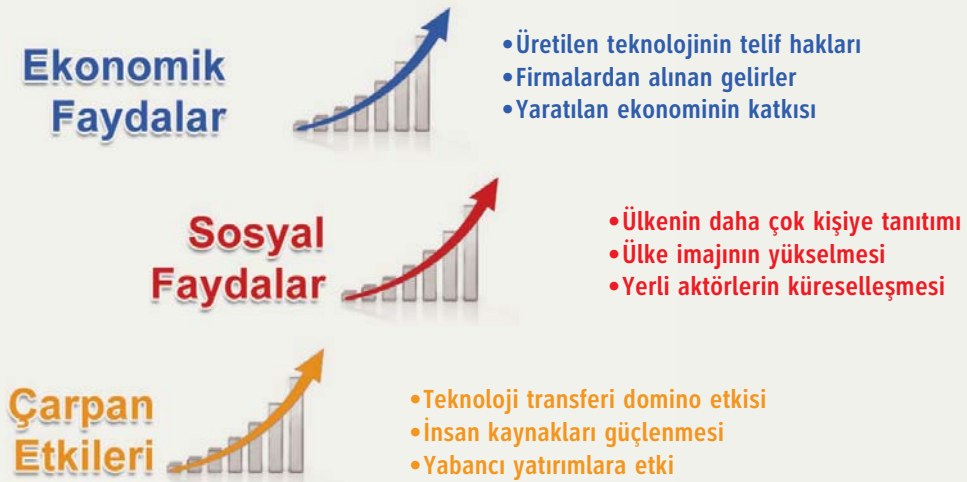 Ekonomik
Faydalar
•Üretilen teknolojinin telif hakları
•Firmalardan alınan gelirler
•Yaratılan ekonominin katkısı
Sosyal
Faydalar
•Ülkenin daha çok kişiye tanıtımı
•Ülke imajının yükselmesi
•Yerli aktörlerin küreselleşmesi
Çarpan
Etkileri
•Teknoloji transferi domino etkisi
•İnsan kaynakları güçlenmesi
•Yabancı yatırımlara etki